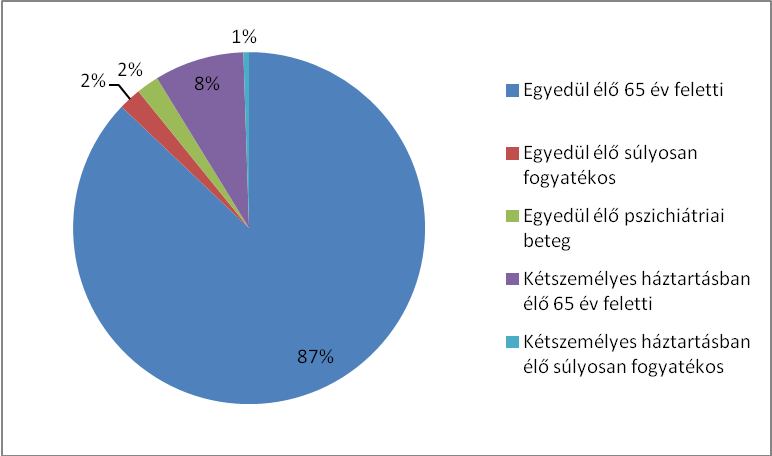 1%
2%
2%
8%
87%
Egyedül élő 65 év feletti
Egyedül élő súlyosan
fogyatékos
Egyedül élő pszichiátriai
beteg
Kétszemélyes háztartásban
élő 65 év feletti
Kétszemélyes háztartásban
élő súlyosan fogyatékos